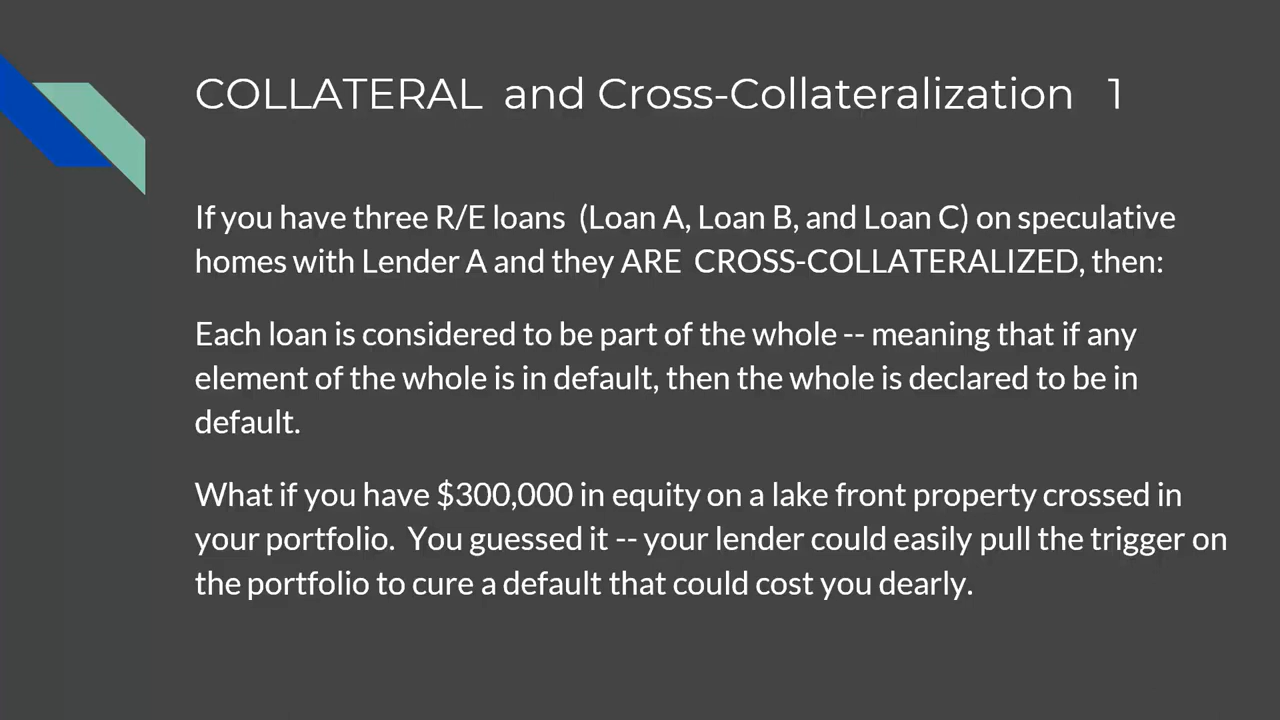 COLLATERAL and Cross-Collateralization 1
If you have three R/E loans (Loan A, Loan B, and Loan C) on speculative
homes with Lender A and they ARE CROSS-COLLATERALIZED, then:
Each loan is considered to be part of the whole -- meaning that if any
element of the whole is in default, then the whole is declared to be in
default.
What if you have $300,000 in equity on a lake front property crossed in
your portfolio. You guessed it -- your lender could easily pull the trigger on
the portfolio to cure a default that could cost you dearly.